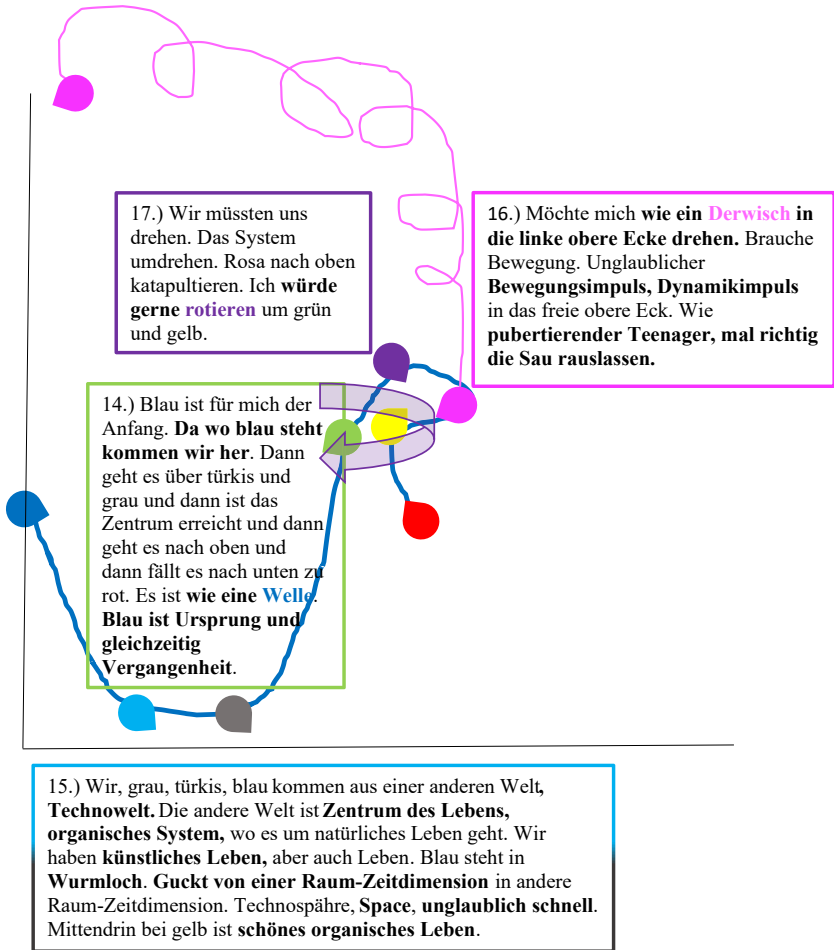 17.) Wir müssten uns
drehen. Das System
umdrehen. Rosa nach oben
katapultieren. Ich würde
gerne rotieren um grün
und gelb.
16.) Möchte mich wie ein Derwisch in
die linke obere Ecke drehen. Brauche
Bewegung. Unglaublicher
Bewegungsimpuls, Dynamikimpuls
in das freie obere Eck. Wie
pubertierender Teenager, mal richtig
die Sau rauslassen.
14.) Blau ist für mich der
Anfang. Da wo blau steht
kommen wir her. Dann
geht es über türkis und
grau und dann ist das
Zentrum erreicht und dann
geht es nach oben und
dann fällt es nach unten zu
rot. Es ist wie eine Welle.
Blau ist Ursprung und
gleichzeitig
Vergangenheit.
15.) Wir, grau, türkis, blau kommen aus einer anderen Welt,
Technowelt. Die andere Welt ist Zentrum des Lebens,
organisches System, wo es um natürliches Leben geht. Wir
haben künstliches Leben, aber auch Leben. Blau steht in
Wurmloch. Guckt von einer Raum-Zeitdimension in andere
Raum-Zeitdimension. Technospähre, Space, unglaublich schnell.
Mittendrin bei gelb ist schönes organisches Leben.